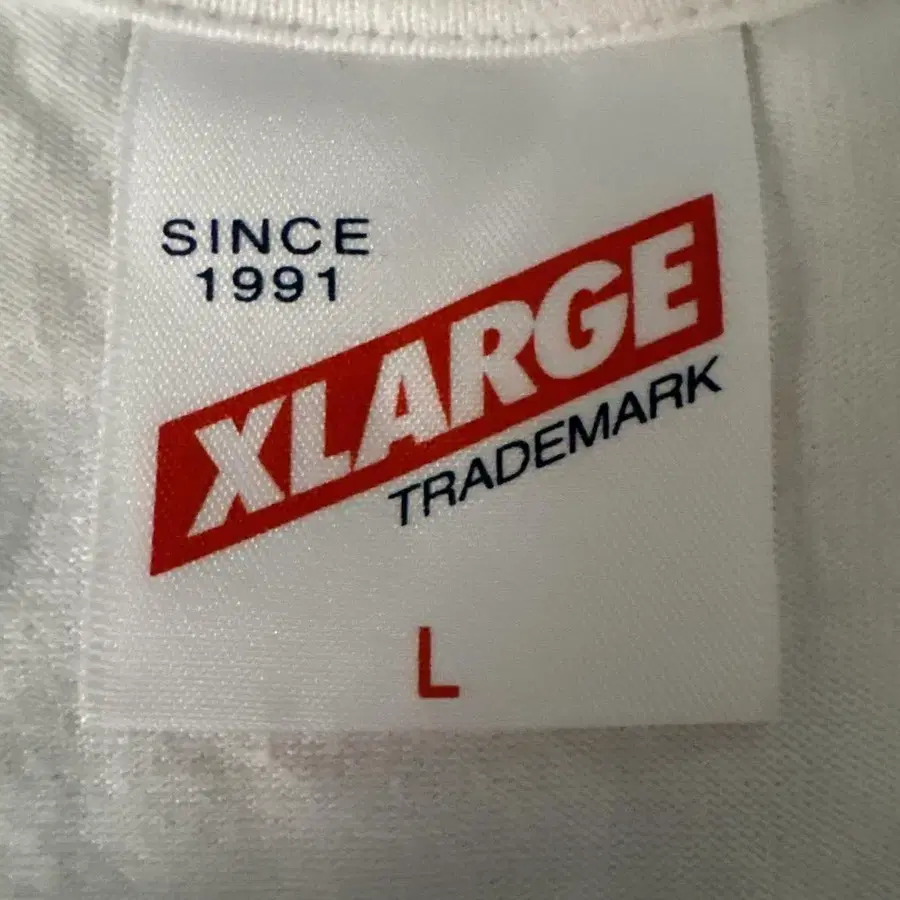 SINCE
1991
XLARGE
TRADEMARK
L